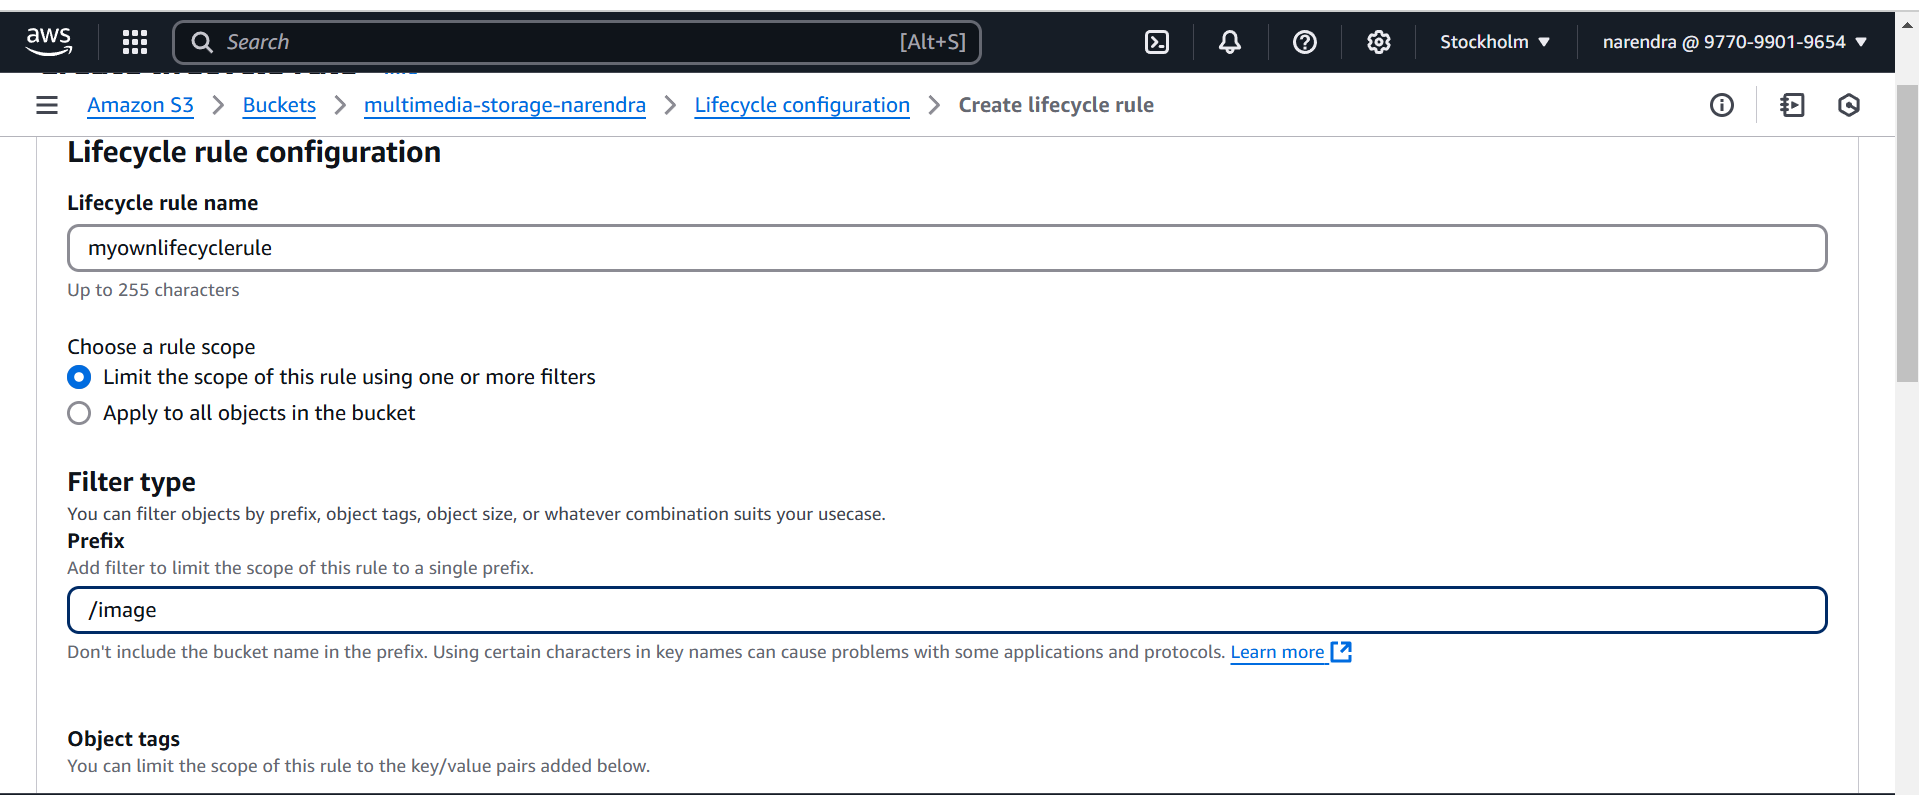 aws Search [Alt+S] Stockholm narendra @ 9770-9901-9654
Amazon S3 Buckets multimedia-storage-narendra Lifecycle configuration Create lifecycle rule
Lifecycle rule configuration
Lifecycle rule name
myownlifecyclerule
Up to 255 characters
Choose a rule scope
Limit the scope of this rule using one or more filters
Apply to all objects in the bucket
Filter type
You can filter objects by prefix, object tags, object size, or whatever combination suits your usecase.
Prefix
Add filter to limit the scope of this rule to a single prefix.
/image
Don't include the bucket name in the prefix. Using certain characters in key names can cause problems with some applications and protocols. Learn more
Object tags
You can limit the scope of this rule to the key/value pairs added below.